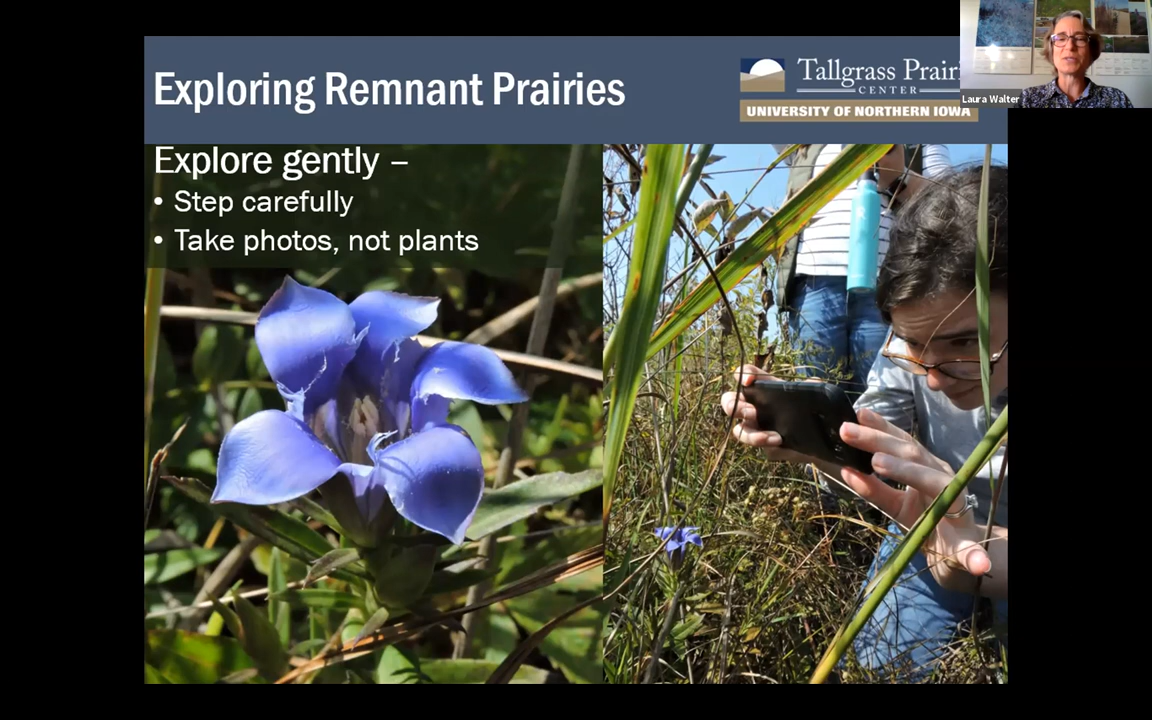 Exploring Remnant Prairies
Tallgrass Prairi
CENTER
UNIVERSITY OF NORTHERN IOWA
Laura Walter
Explore gently –
• Step carefully
• Take photos, not plants